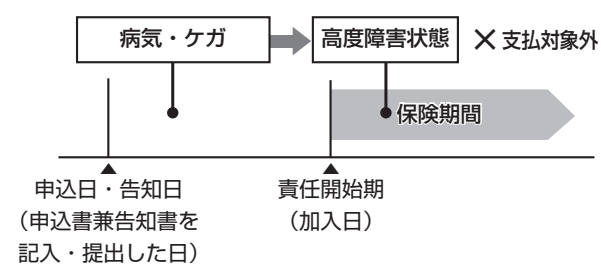 病気・ケガ
高度障害状態
×支払対象外
保険期間
申込日・告知日
（申込書兼告知書を
記入・提出した日）
責任開始期
（加入日）